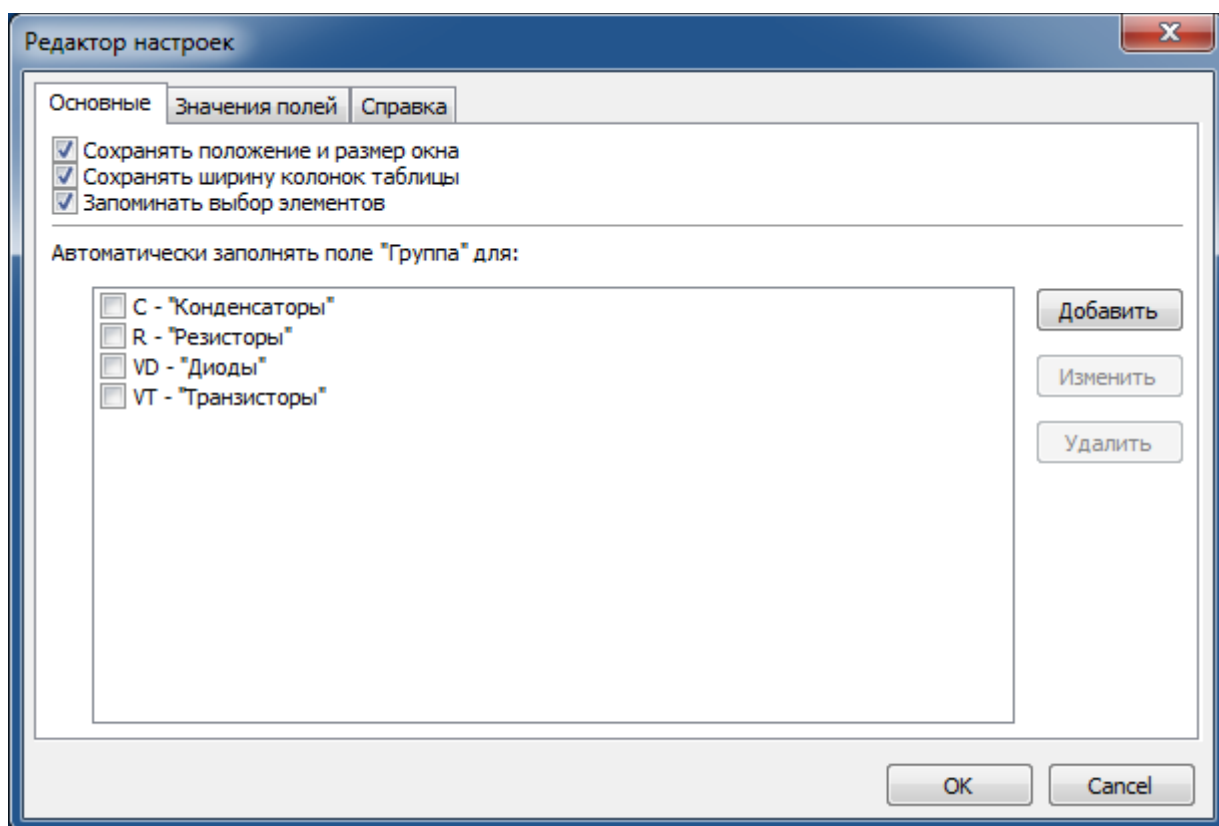 Редактор настроек
Основные Значения полей Справка
Сохранять положение и размер окна
Сохранять ширину колонок таблицы
Запоминать выбор элементов
Автоматически заполнять поле "Группа" для:
C - "Конденсаторы"
R - "Резисторы"
VD - "Диоды"
VT - "Транзисторы"
Добавить
Изменить
Удалить
OK Cancel